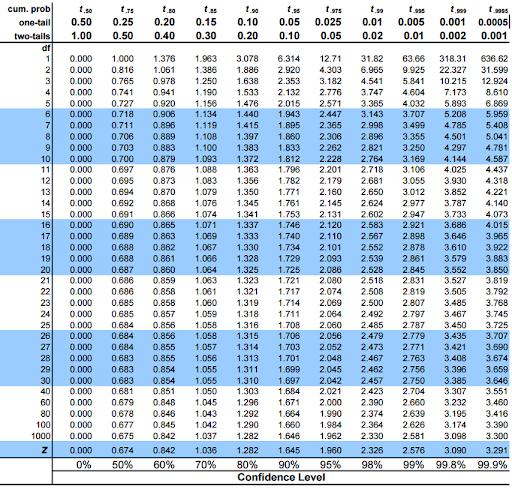 cum. prob t .50 t .75 t .80 t .85 t .90 t .95 t .975 t .99 t .995 t .999 t .9995
one-tail 0.50 0.25 0.20 0.15 0.10 0.05 0.025 0.01 0.005 0.001 0.0005
two-tails 1.00 0.50 0.40 0.30 0.20 0.10 0.05 0.02 0.01 0.002 0.001
df
1 0.000 1.000 1.376 1.963 3.078 6.314 12.71 31.82 63.66 318.31 636.62
2 0.000 0.816 1.061 1.386 1.886 2.920 4.303 6.965 9.925 22.327 31.599
3 0.000 0.765 0.978 1.250 1.638 2.353 3.182 4.541 5.841 10.215 12.924
4 0.000 0.741 0.941 1.190 1.533 2.132 2.776 3.747 4.604 7.173 8.610
5 0.000 0.727 0.920 1.156 1.476 2.015 2.571 3.365 4.032 5.893 6.869
6 0.000 0.718 0.906 1.134 1.440 1.943 2.447 3.143 3.707 5.208 5.959
7 0.000 0.711 0.896 1.119 1.415 1.895 2.365 2.998 3.499 4.785 5.408
8 0.000 0.706 0.889 1.108 1.397 1.860 2.306 2.896 3.355 4.501 5.041
9 0.000 0.703 0.883 1.100 1.383 1.833 2.262 2.821 3.250 4.297 4.781
10 0.000 0.700 0.879 1.093 1.372 1.812 2.228 2.764 3.169 4.144 4.587
11 0.000 0.697 0.876 1.088 1.363 1.796 2.201 2.718 3.106 4.025 4.437
12 0.000 0.695 0.873 1.083 1.356 1.782 2.179 2.681 3.055 3.930 4.318
13 0.000 0.694 0.870 1.079 1.350 1.771 2.160 2.650 3.012 3.852 4.221
14 0.000 0.692 0.868 1.076 1.345 1.761 2.145 2.624 2.977 3.787 4.140
15 0.000 0.691 0.866 1.074 1.341 1.753 2.131 2.602 2.947 3.733 4.073
16 0.000 0.690 0.865 1.071 1.337 1.746 2.120 2.583 2.921 3.686 4.015
17 0.000 0.689 0.863 1.069 1.333 1.740 2.110 2.567 2.898 3.646 3.965
18 0.000 0.688 0.862 1.067 1.330 1.734 2.101 2.552 2.878 3.610 3.922
19 0.000 0.688 0.861 1.066 1.328 1.729 2.093 2.539 2.861 3.579 3.883
20 0.000 0.687 0.860 1.064 1.325 1.725 2.086 2.528 2.845 3.552 3.850
21 0.000 0.686 0.859 1.063 1.323 1.721 2.080 2.518 2.831 3.527 3.819
22 0.000 0.686 0.858 1.061 1.321 1.717 2.074 2.508 2.819 3.505 3.792
23 0.000 0.685 0.858 1.060 1.319 1.714 2.069 2.500 2.807 3.485 3.768
24 0.000 0.685 0.857 1.059 1.318 1.711 2.064 2.492 2.797 3.467 3.745
25 0.000 0.684 0.856 1.058 1.316 1.708 2.060 2.485 2.787 3.450 3.725
26 0.000 0.684 0.856 1.058 1.315 1.706 2.056 2.479 2.779 3.435 3.707
27 0.000 0.684 0.855 1.057 1.314 1.703 2.052 2.473 2.771 3.421 3.690
28 0.000 0.683 0.855 1.056 1.313 1.701 2.048 2.467 2.763 3.408 3.674
29 0.000 0.683 0.854 1.055 1.311 1.699 2.045 2.462 2.756 3.396 3.659
30 0.000 0.683 0.854 1.055 1.310 1.697 2.042 2.457 2.750 3.385 3.646
40 0.000 0.681 0.851 1.050 1.303 1.684 2.021 2.423 2.704 3.307 3.551
60 0.000 0.679 0.848 1.045 1.296 1.671 2.000 2.390 2.660 3.232 3.460
80 0.000 0.678 0.846 1.043 1.292 1.664 1.990 2.374 2.639 3.195 3.416
100 0.000 0.677 0.845 1.042 1.290 1.660 1.984 2.364 2.626 3.174 3.390
1000 0.000 0.675 0.842 1.037 1.282 1.646 1.962 2.330 2.581 3.098 3.300
Z 0.000 0.674 0.842 1.036 1.282 1.645 1.960 2.326 2.576 3.090 3.291
0% 50% 60% 70% 80% 90% 95% 98% 99% 99.8% 99.9%
Confidence Level